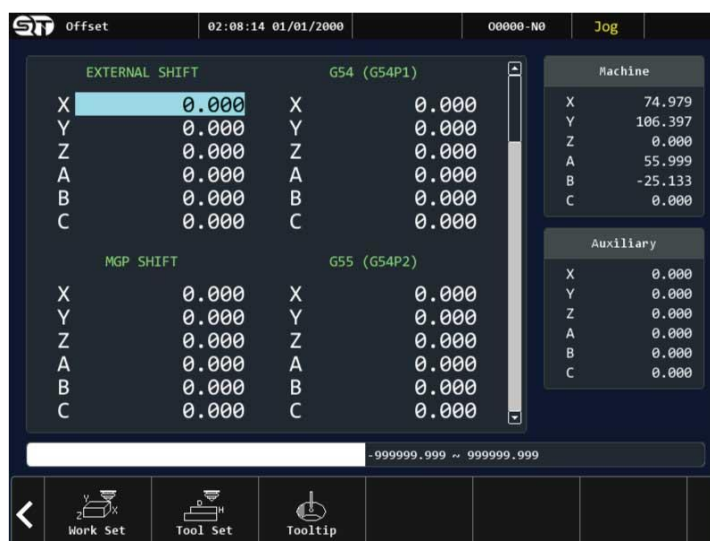 ST Offset 02:08:14 01/01/2000 O0000-N0 Jog
EXTERNAL SHIFT
X 0.000
Y 0.000
Z 0.000
A 0.000
B 0.000
C 0.000
G54 (G54P1)
X 0.000
Y 0.000
Z 0.000
A 0.000
B 0.000
C 0.000
MGP SHIFT
X 0.000
Y 0.000
Z 0.000
A 0.000
B 0.000
C 0.000
G55 (G54P2)
X 0.000
Y 0.000
Z 0.000
A 0.000
B 0.000
C 0.000
Machine
X 74.979
Y 106.397
Z 0.000
A 55.999
B -25.133
C 0.000
Auxiliary
X 0.000
Y 0.000
Z 0.000
A 0.000
B 0.000
C 0.000
-999999.999 ~ 999999.999
Y
Z X
Work Set
D H
Tool Set
Tooltip